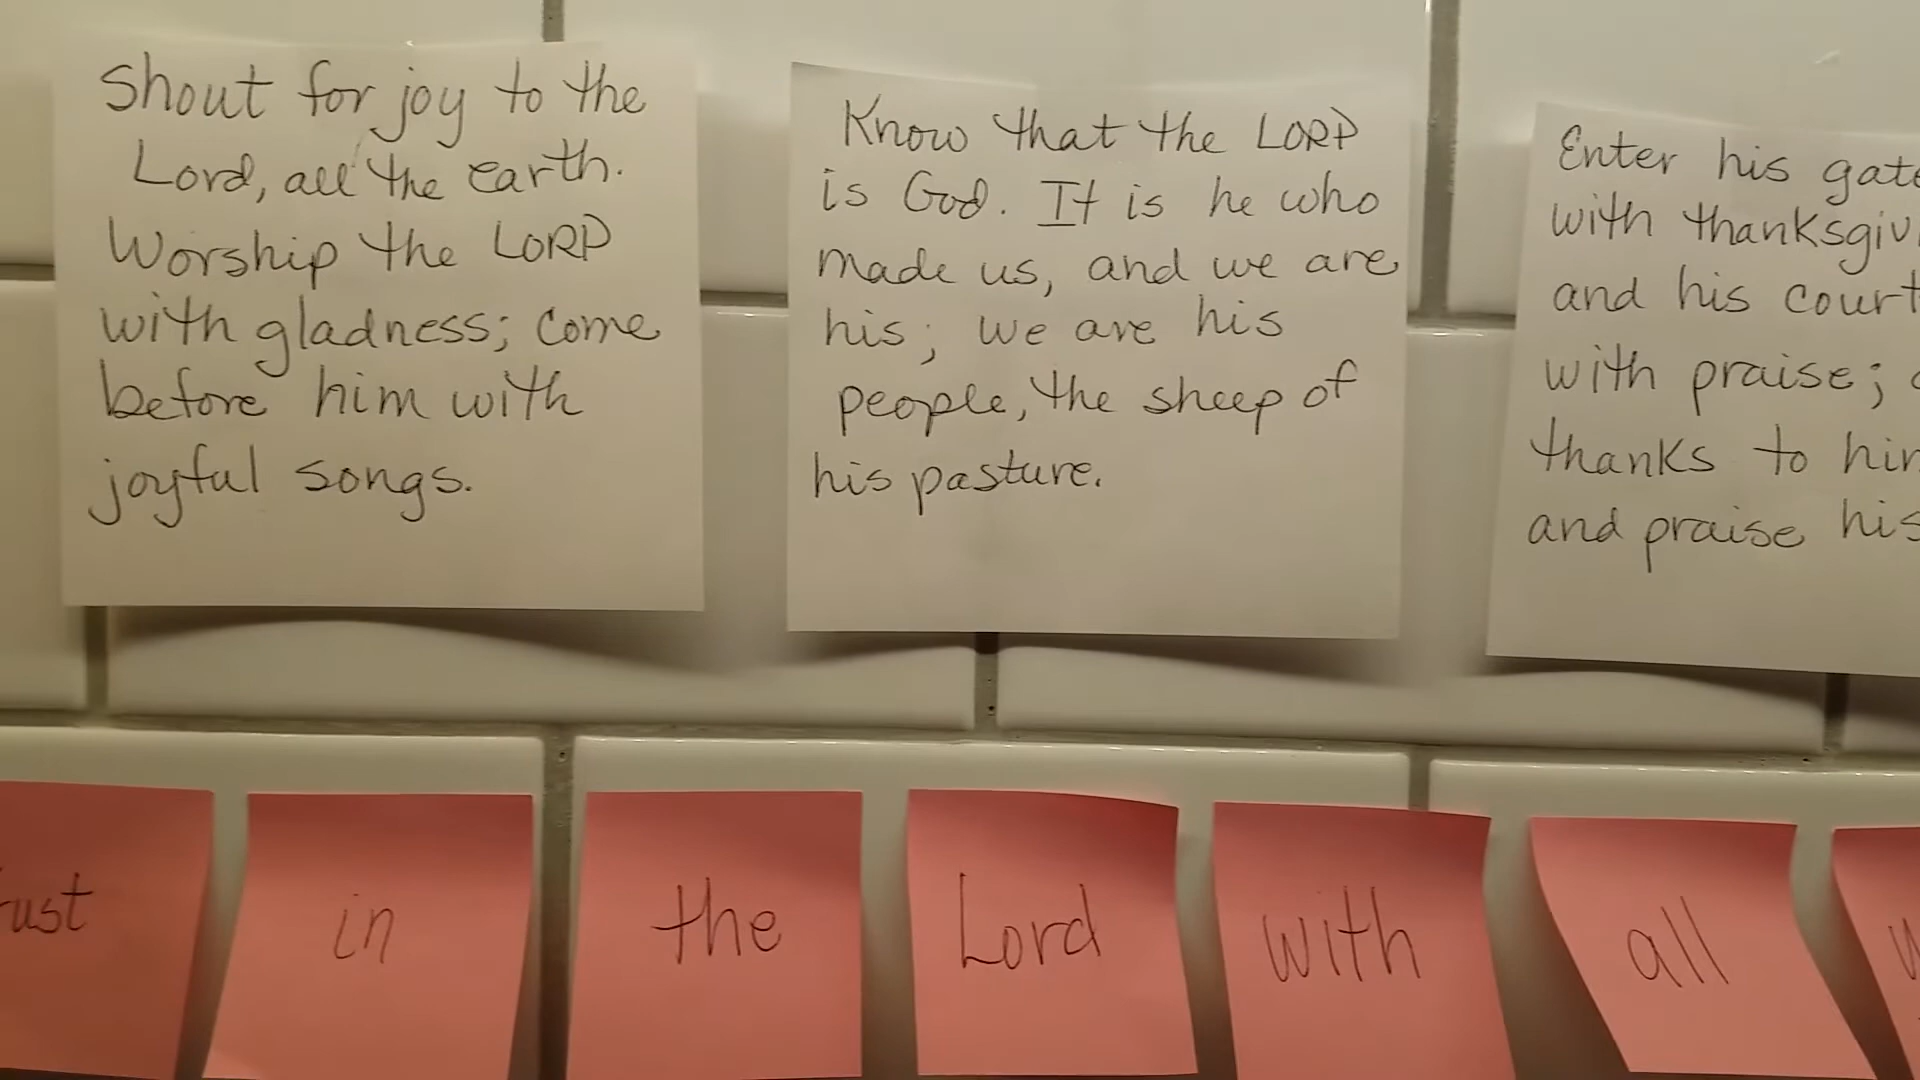 Shout for joy to the
Lord, all the earth.
Worship the LORD
with gladness; come
before him with
joyful songs.
Know that the LORD
is God. It is he who
made us, and we are
his; we are his
people, the sheep of
his pasture.
Enter his
with
and his
with praise;
thanks to
and praise his
in the Lord with all